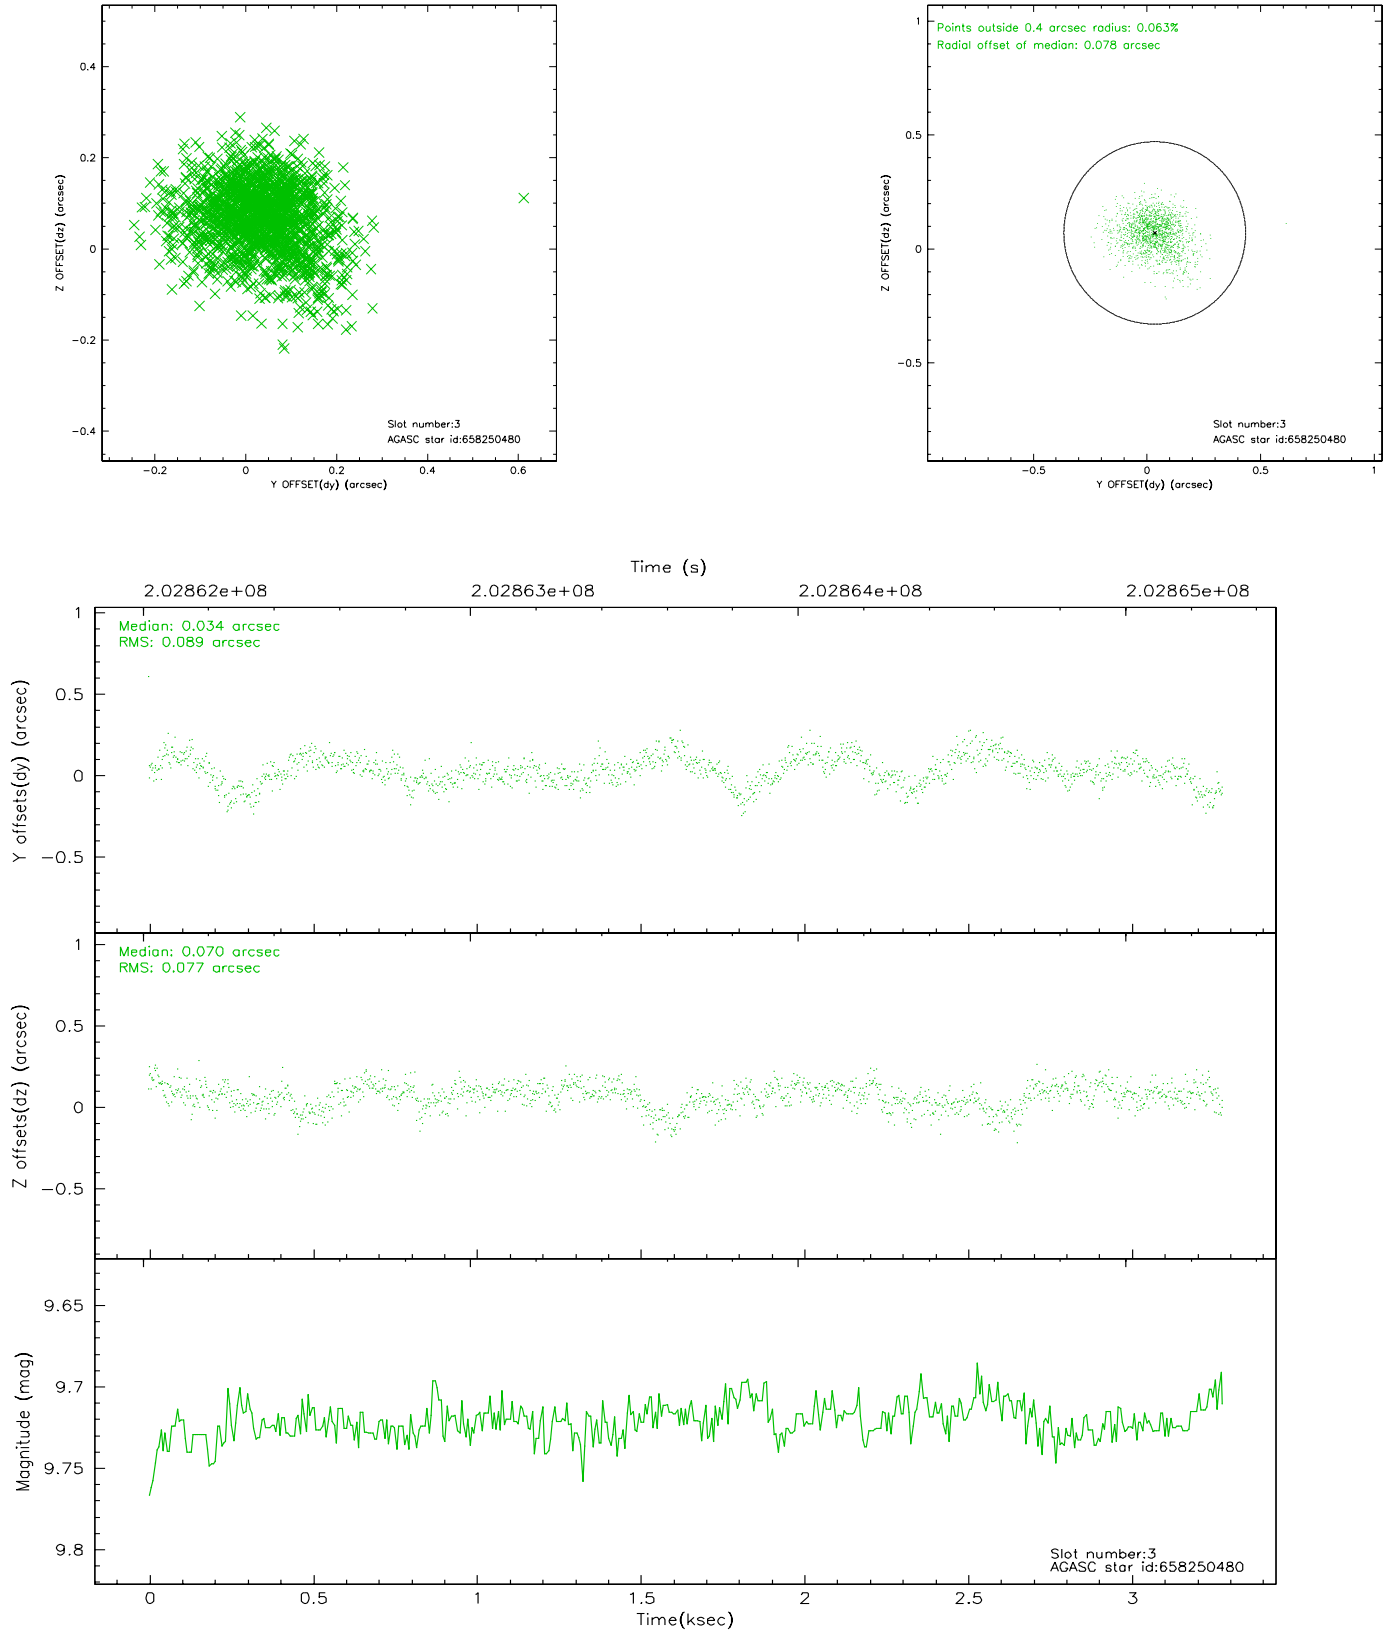 0.4
0.2
0
−0.2
−0.4
Z OFFSET(dz) (arcsec)
−0.2 0 0.2 0.4 0.6
Y OFFSET(dy) (arcsec)
Slot number:3
AGASC star id:658250480
Points outside 0.4 arcsec radius: 0.063%
Radial offset of median: 0.078 arcsec
1
0.5
0
−0.5
Z OFFSET(dz) (arcsec)
−0.5 0 0.5 1
Y OFFSET(dy) (arcsec)
Slot number:3
AGASC star id:658250480
Time (s)
2.02862e+08 2.02863e+08 2.02864e+08 2.02865e+08
Median: 0.034 arcsec
RMS: 0.089 arcsec
1
0.5
0
−0.5
Y offsets(dy) (arcsec)
Median: 0.070 arcsec
RMS: 0.077 arcsec
1
0.5
0
−0.5
Z offsets(dz) (arcsec)
9.65
9.7
9.75
9.8
Magnitude (mag)
Slot number:3
AGASC star id:658250480
0 0.5 1 1.5 2 2.5 3
Time(ksec)